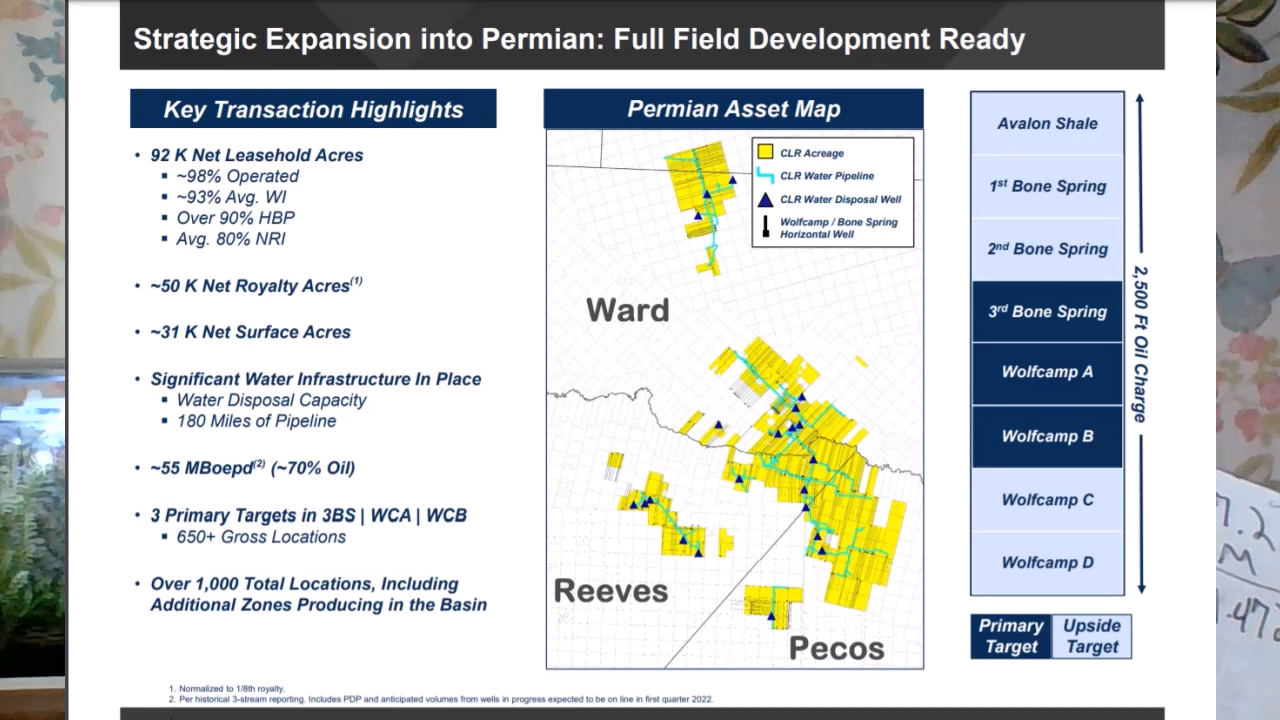 Strategic Expansion into Permian: Full Field Development Ready
Key Transaction Highlights
• 92 K Net Leasehold Acres
▪ ~98% Operated
▪ ~93% Avg. WI
▪ Over 90% HBP
▪ Avg. 80% NRI
• ~50 K Net Royalty Acres(1)
• ~31 K Net Surface Acres
• Significant Water Infrastructure In Place
▪ Water Disposal Capacity
▪ 180 Miles of Pipeline
• ~55 MBoepd(2) (~70% Oil)
• 3 Primary Targets in 3BS | WCA | WCB
▪ 650+ Gross Locations
• Over 1,000 Total Locations, Including
Additional Zones Producing in the Basin
Permian Asset Map
CLR Acreage
CLR Water Pipeline
CLR Water Disposal Well
Wolfcamp / Bone Spring
Horizontal Well
Ward
Reeves
Pecos
Avalon Shale
1st Bone Spring
2nd Bone Spring
3rd Bone Spring
Wolfcamp A
Wolfcamp B
Wolfcamp C
Wolfcamp D
2,500 Ft Oil Charge
Primary
Target
Upside
Target
1. Normalized to 1/8th royalty.
2. Per historical 3-stream reporting. Includes PDP and anticipated volumes from wells in progress expected to be on line in first quarter 2022.